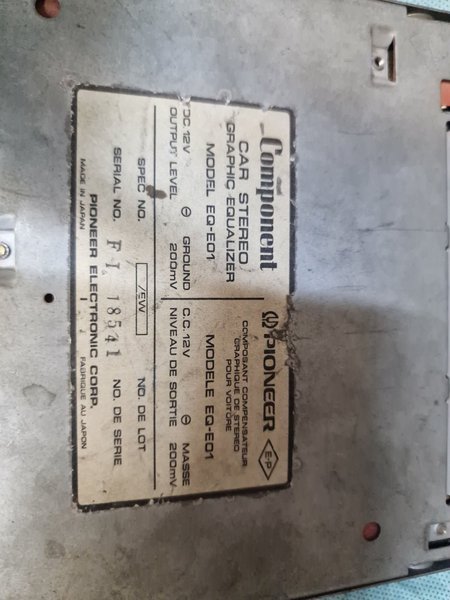 Component PIONEER E-P
CAR STEREO COMPOSANT COMPENSATEUR
GRAPHIC EQUALIZER GRAPHIQUE DE STEREO
POUR VOITURE
MODEL EQ-E01 MODELE EQ-E01
DC. 12V ⊖ GROUND C.C. 12V ⊖ MASSE
OUTPUT LEVEL 200mV NIVEAU DE SORTIE 200mV
SPEC NO. /EW NO. DE LOT
SERIAL NO. FI 18541 NO. DE SERIE
PIONEER ELECTRONIC CORP.
MADE IN JAPAN FABRIQUE AU JAPON